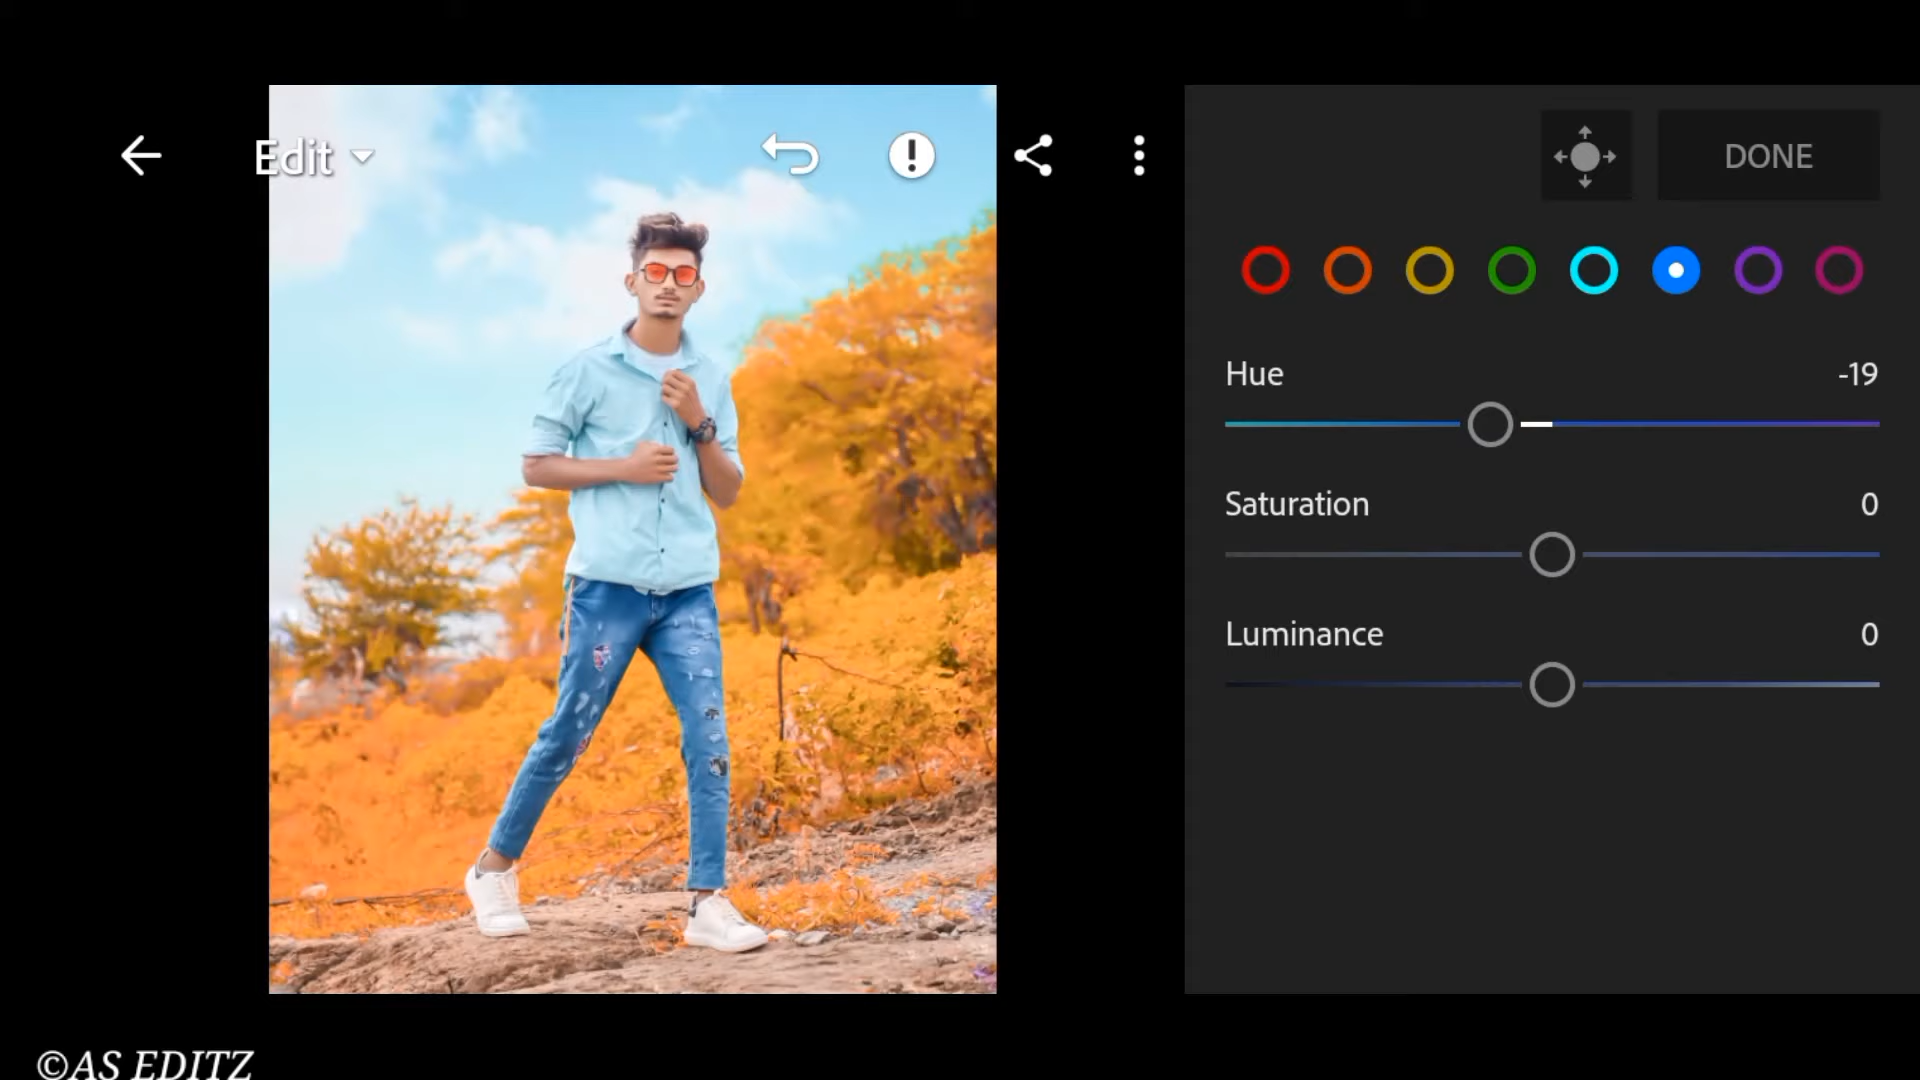 Edit
DONE
Hue -19
Saturation 0
Luminance 0
©AS EDITZ